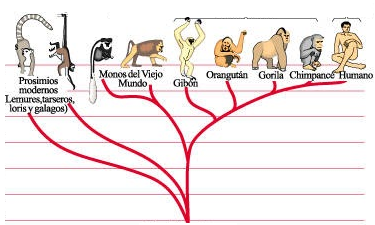 Prosimios
modernos
Lemures,tarseros,
loris y galagos)
Monos del Viejo
Mundo
Gibón
Orangután
Gorila
Chimpancé
Humano